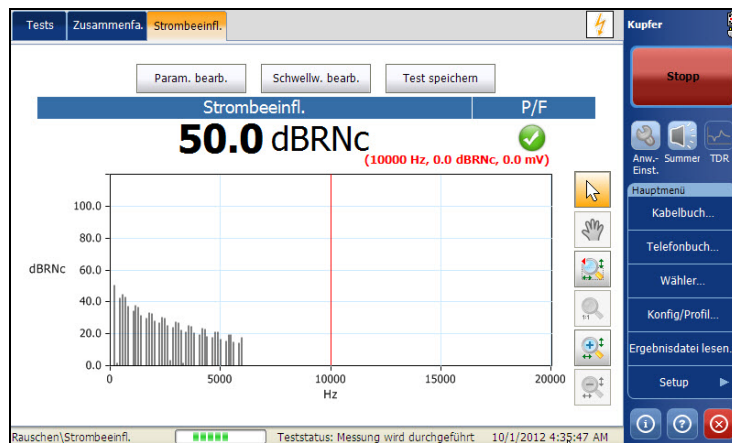 Tests Zusammenfa. Strombeeinfl.
Kupfer
Stopp
Param. bearb. Schwellw. bearb. Test speichern
Strombeeinfl. P/F
50.0 dBRNc
(10000 Hz, 0.0 dBRNc, 0.0 mV)
Anw.- Einst.
Summer
TDR
Hauptmenü
Kabelbuch...
Telefonbuch...
Wähler...
Konfig/Profil...
Ergebnisdatei lesen.
Setup
100.0
80.0
dBRNc 60.0
40.0
20.0
0.0
0 5000 10000 15000 20000
Hz
1/1
Rauschen\Strombeeinfl. Teststatus: Messung wird durchgeführt 10/1/2012 4:35:47 AM